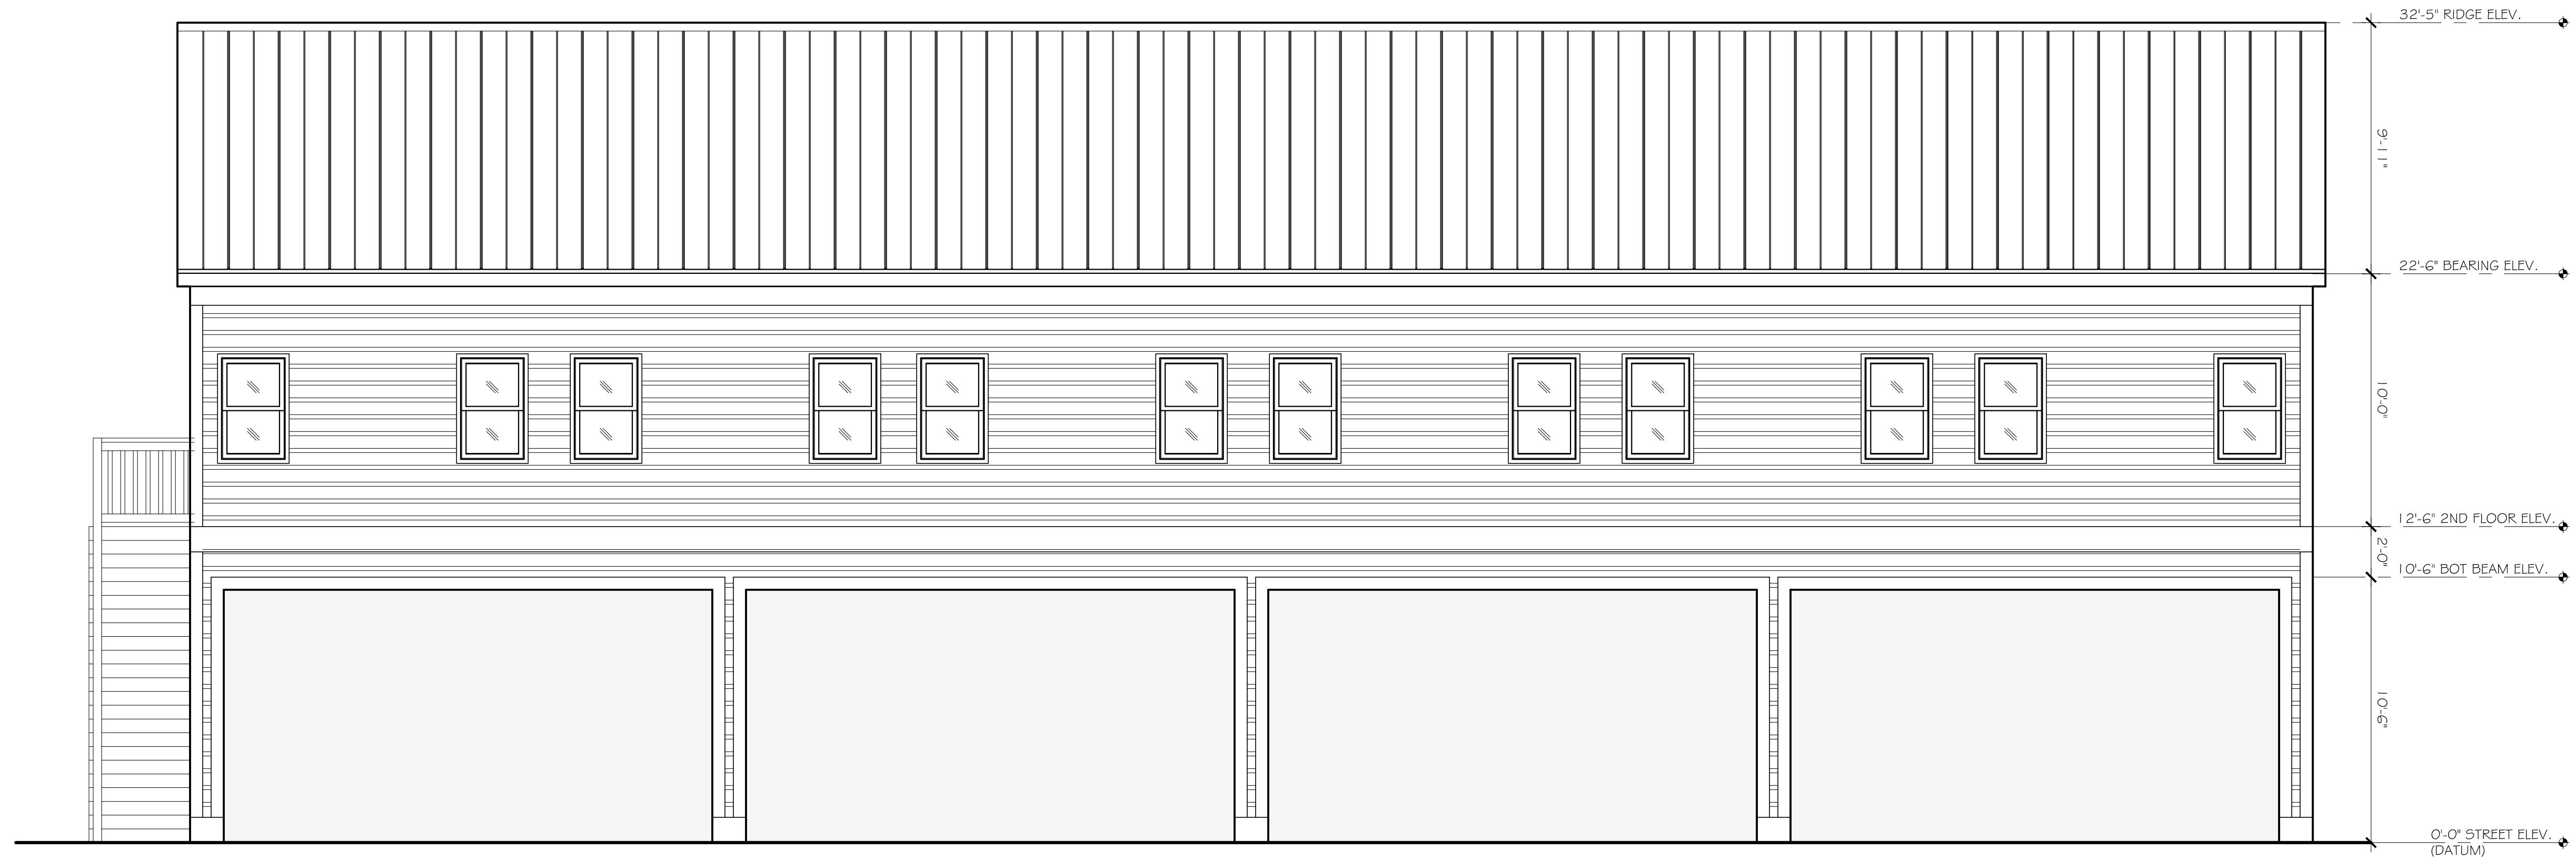 32'-5" RIDGE ELEV.
9'-11"
22'-6" BEARING ELEV.
10'-0"
12'-6" 2ND FLOOR ELEV.
2'-0"
10'-6" BOT BEAM ELEV.
10'-6"
0'-0" STREET ELEV.
(DATUM)